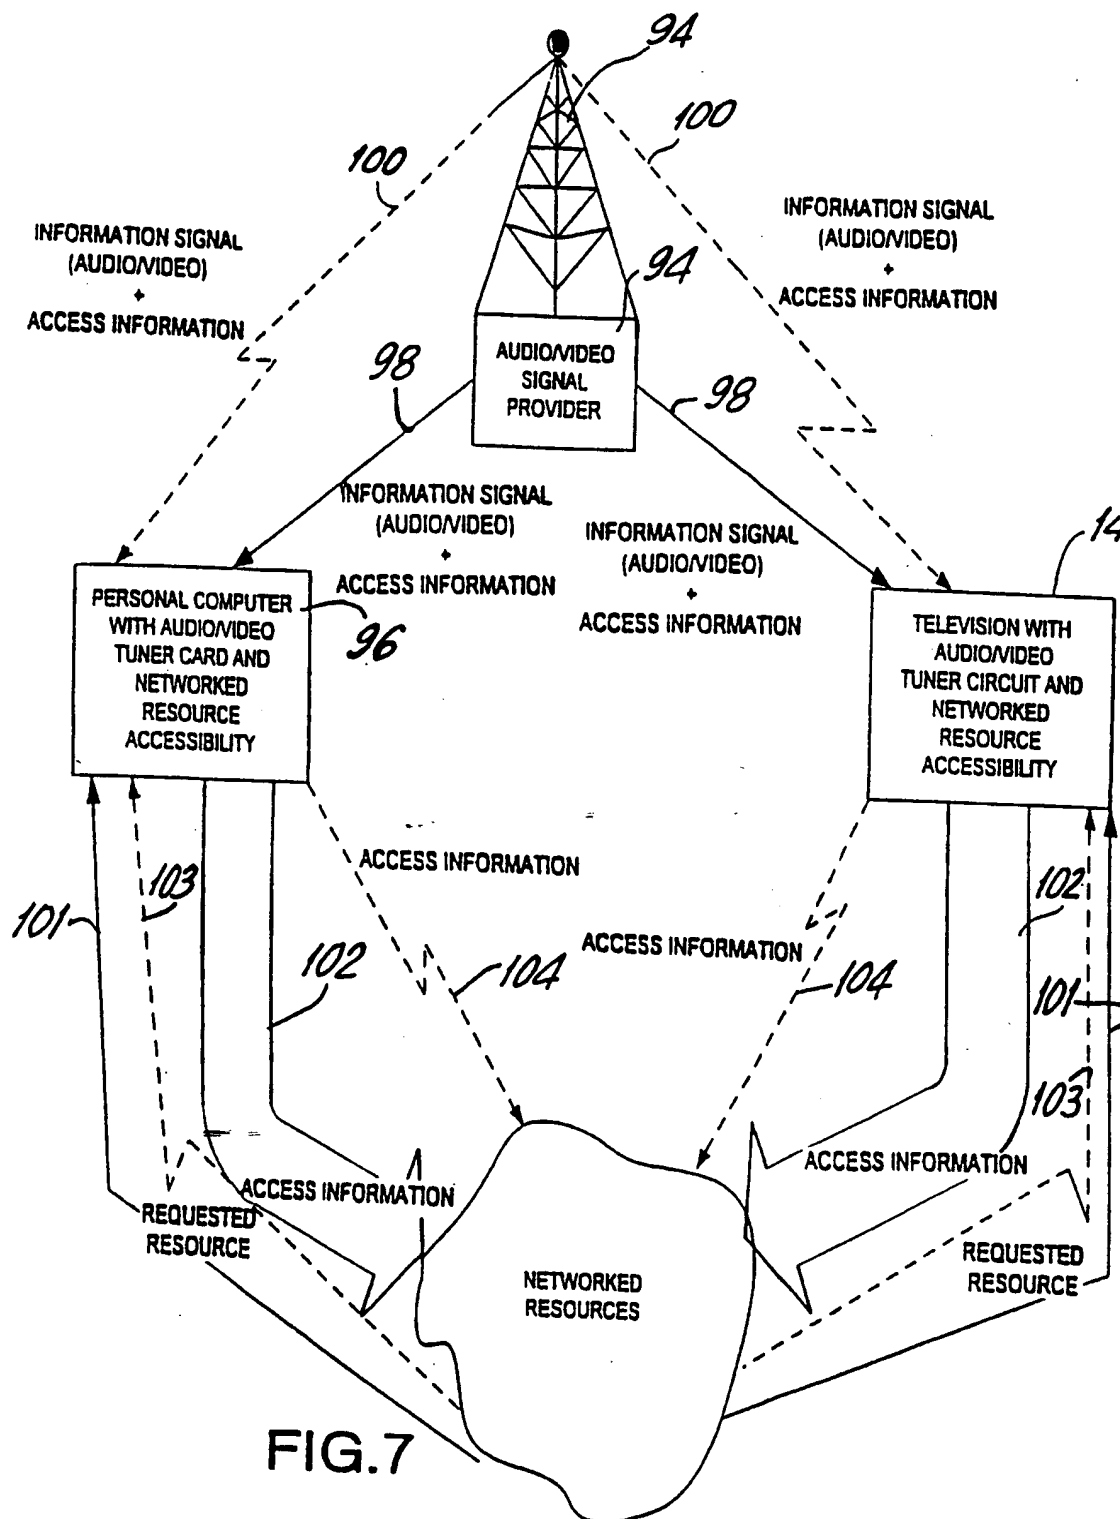 94
100
100
INFORMATION SIGNAL
(AUDIO/VIDEO)
+
ACCESS INFORMATION
INFORMATION SIGNAL
(AUDIO/VIDEO)
+
ACCESS INFORMATION
94
AUDIO/VIDEO
SIGNAL
PROVIDER
98
98
INFORMATION SIGNAL
(AUDIO/VIDEO)
+
ACCESS INFORMATION
INFORMATION SIGNAL
(AUDIO/VIDEO)
+
ACCESS INFORMATION
14
PERSONAL COMPUTER
WITH AUDIO/VIDEO
TUNER CARD AND
NETWORKED
RESOURCE
ACCESSIBILITY
96
TELEVISION WITH
AUDIO/VIDEO
TUNER CIRCUIT AND
NETWORKED
RESOURCE
ACCESSIBILITY
ACCESS INFORMATION
ACCESS INFORMATION
101
103
102
104
104
102
101
103
ACCESS INFORMATION
REQUESTED
RESOURCE
ACCESS INFORMATION
REQUESTED
RESOURCE
NETWORKED
RESOURCES
FIG.7